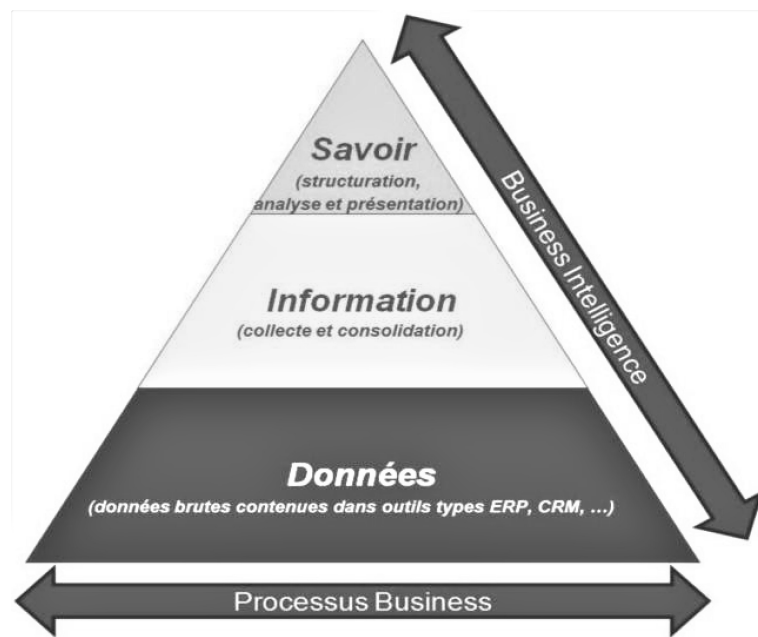 Savoir
(structuration,
analyse et présentation)
Information
(collecte et consolidation)
Données
(données brutes contenues dans outils types ERP, CRM, ...)
Business Intelligence
Processus Business